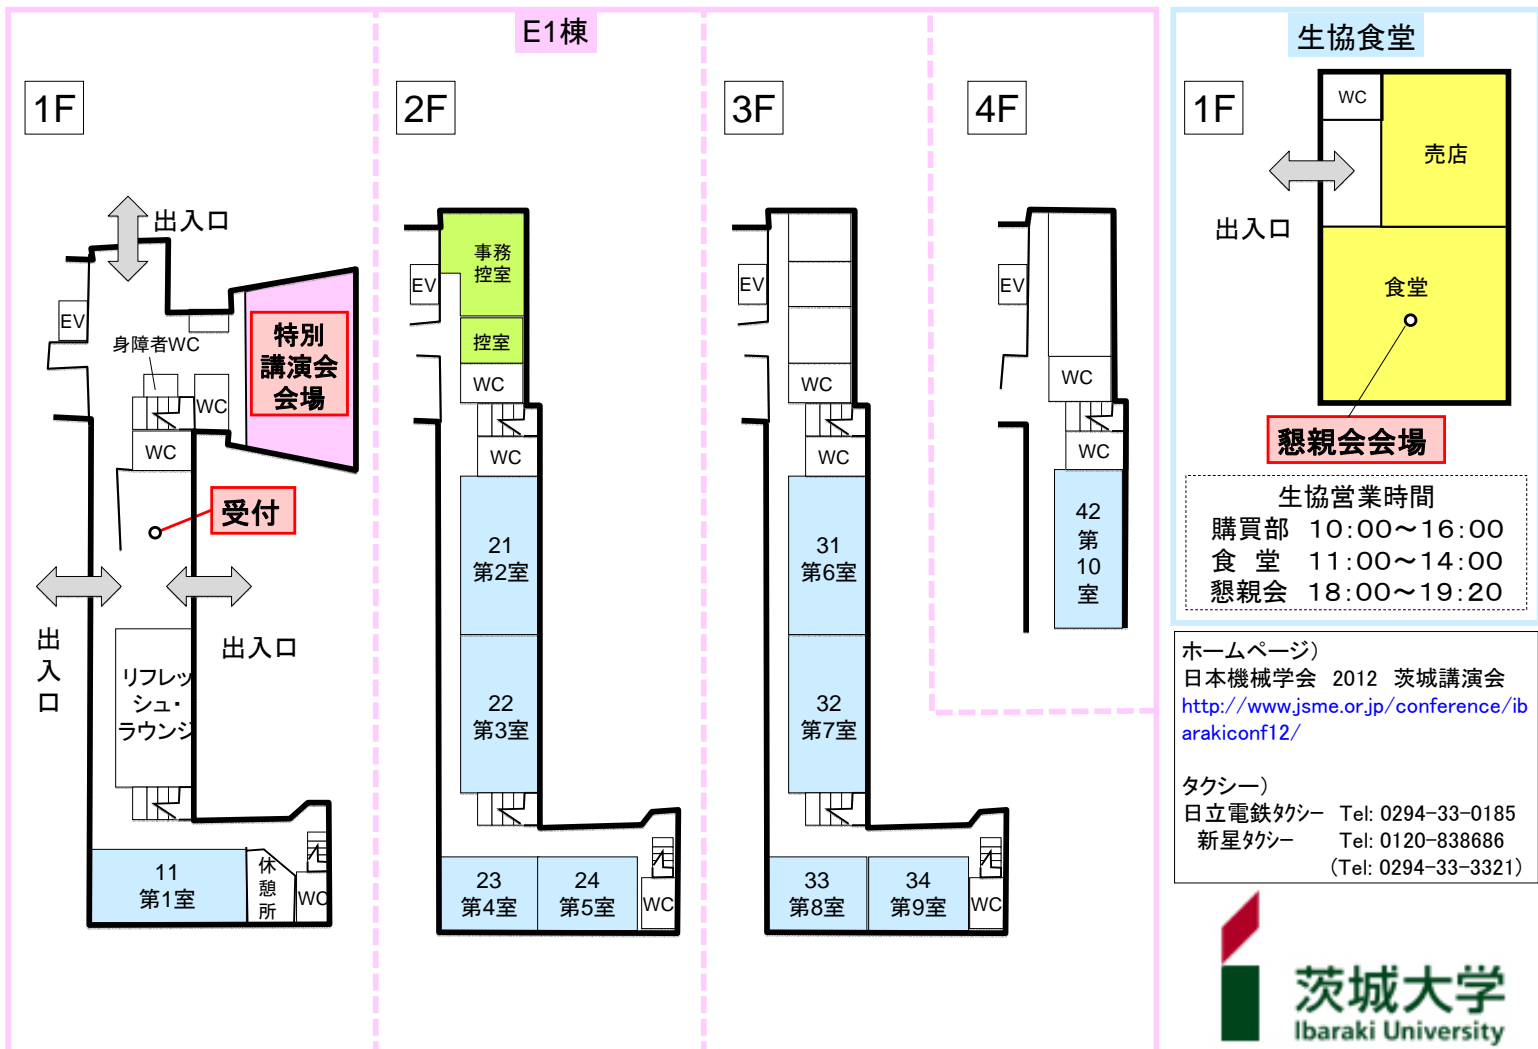 E1棟
1F
出入口
EV
身障者WC
特別
講演会
会場
WC
WC
受付
出入口
出入口
リフレッ
シュ・
ラウンジ
11
第1室
休憩所
WC
2F
事務
控室
EV
控室
WC
WC
21
第2室
22
第3室
23
第4室
24
第5室
WC
3F
EV
WC
WC
31
第6室
32
第7室
33
第8室
34
第9室
WC
4F
EV
WC
WC
42
第
10
室
生協食堂
1F
WC
売店
出入口
食堂
懇親会会場
生協営業時間
購買部 10:00～16:00
食 堂 11:00～14:00
懇親会 18:00～19:20
ホームページ）
日本機械学会 2012 茨城講演会
http://www.jsme.or.jp/conference/ib
arakiconf12/
タクシー）
日立電鉄タクシー Tel: 0294-33-0185
新星タクシー Tel: 0120-838686
(Tel: 0294-33-3321)
茨城大学
Ibaraki University